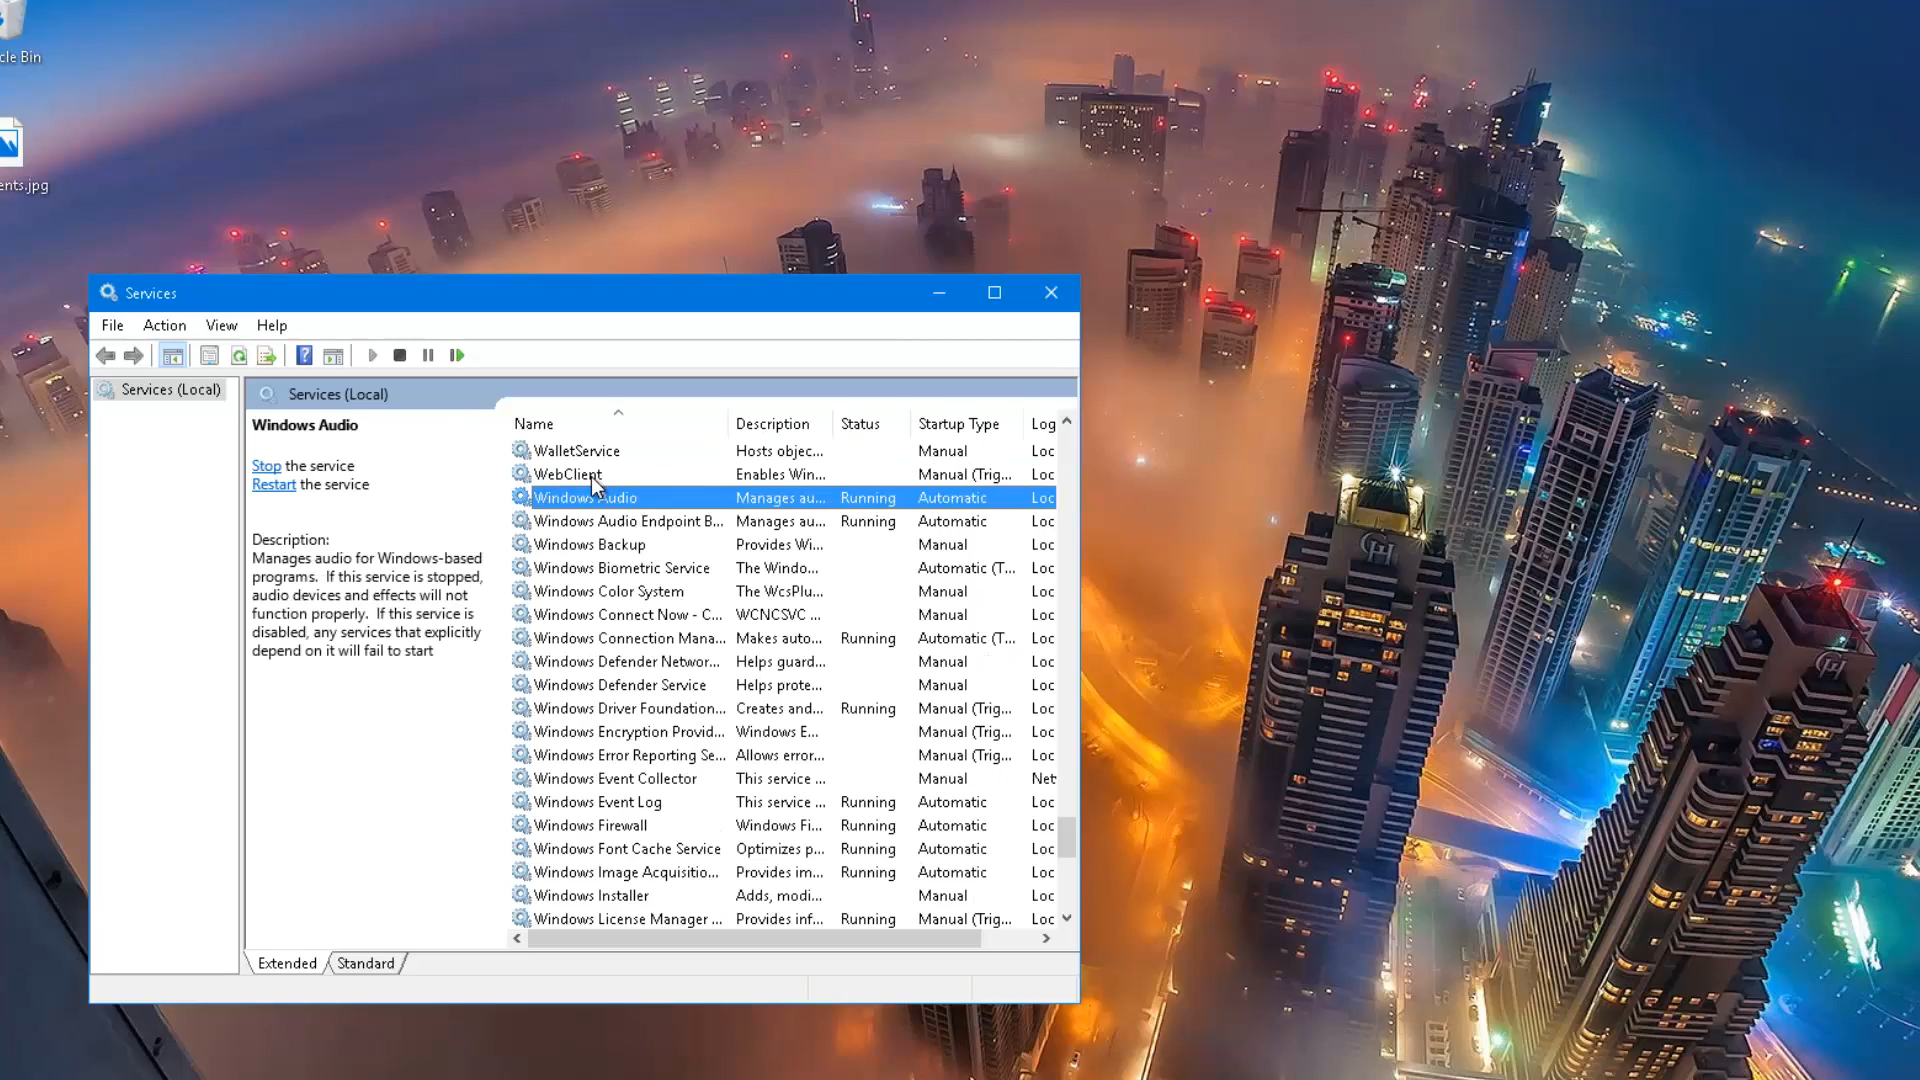 cle Bin
ents.jpg
Services
File Action View Help
Services (Local)
Services (Local)
Windows Audio
Stop the service
Restart the service
Description:
Manages audio for Windows-based
programs. If this service is stopped,
audio devices and effects will not
function properly. If this service is
disabled, any services that explicitly
depend on it will fail to start
Name Description Status Startup Type Log
WalletService Hosts objec... Manual Loc
WebClient Enables Win... Manual (Trig... Loc
Windows Audio Manages au... Running Automatic Loc
Windows Audio Endpoint B... Manages au... Running Automatic Loc
Windows Backup Provides Wi... Manual Loc
Windows Biometric Service The Windo... Automatic (T... Loc
Windows Color System The WcsPlu... Manual Loc
Windows Connect Now - C... WCNCSVC ... Manual Loc
Windows Connection Mana... Makes auto... Running Automatic (T... Loc
Windows Defender Networ... Helps guard... Manual Loc
Windows Defender Service Helps prote... Manual Loc
Windows Driver Foundation... Creates and... Running Manual (Trig... Loc
Windows Encryption Provid... Windows E... Manual (Trig... Loc
Windows Error Reporting Se... Allows error... Manual (Trig... Loc
Windows Event Collector This service ... Manual Net
Windows Event Log This service ... Running Automatic Loc
Windows Firewall Windows Fi... Running Automatic Loc
Windows Font Cache Service Optimizes p... Running Automatic Loc
Windows Image Acquisitio... Provides im... Running Automatic Loc
Windows Installer Adds, modi... Manual Loc
Windows License Manager ... Provides inf... Running Manual (Trig... Loc
Extended Standard